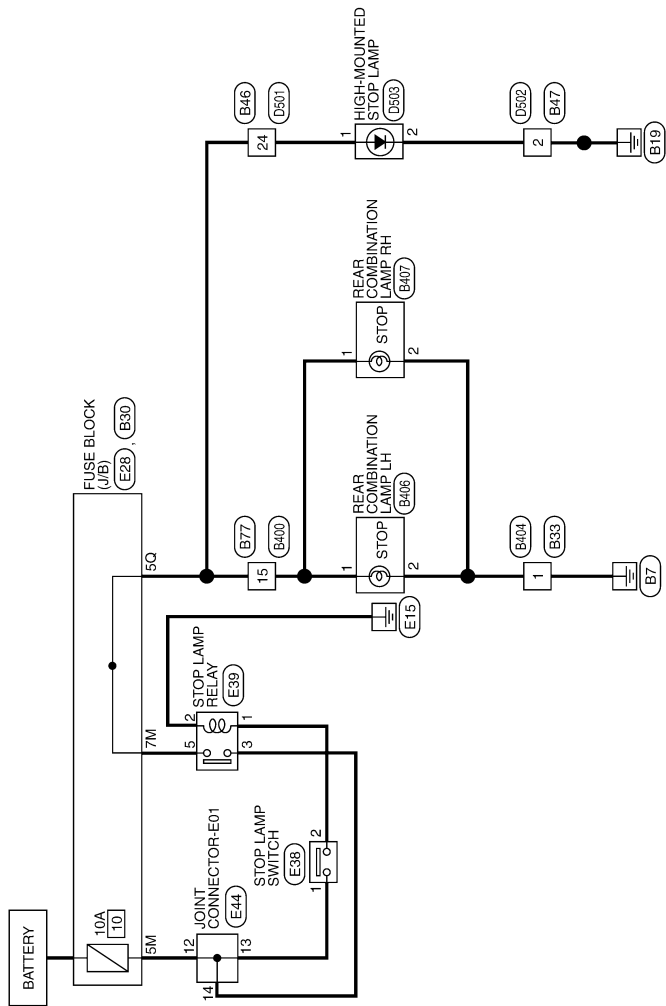 BATTERY
10A
10
5M
FUSE BLOCK
(J/B)
E28 , B30
7M
5Q
JOINT
CONNECTOR-E01
E44
12
14
13
STOP LAMP
SWITCH
E38
1
2
STOP LAMP
RELAY
E39
5
2
3
1
E15
B77
15
B400
REAR
COMBINATION
LAMP LH
B406
1
STOP
2
B404
1
B33
B7
REAR
COMBINATION
LAMP RH
B407
1
STOP
2
B46
24
D501
HIGH-MOUNTED
STOP LAMP
D503
1
2
D502
2
B47
B19